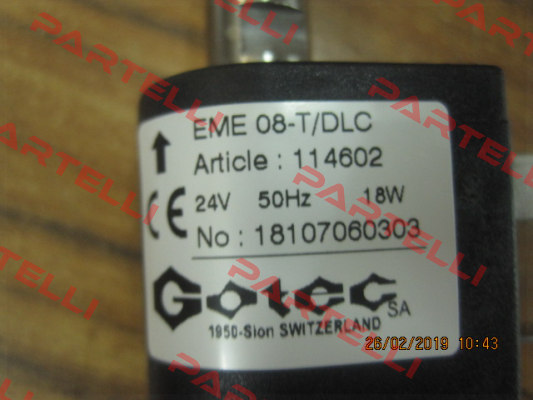 EME 08-T/DLC
Article : 114602
24V 50Hz 18W
No : 18107060303
Gotec SA
1950-Sion SWITZERLAND
26/02/2019 10:43
PARTELLI
PARTELLI
PARTELLI
PARTELLI
PARTELLI
PARTELLI